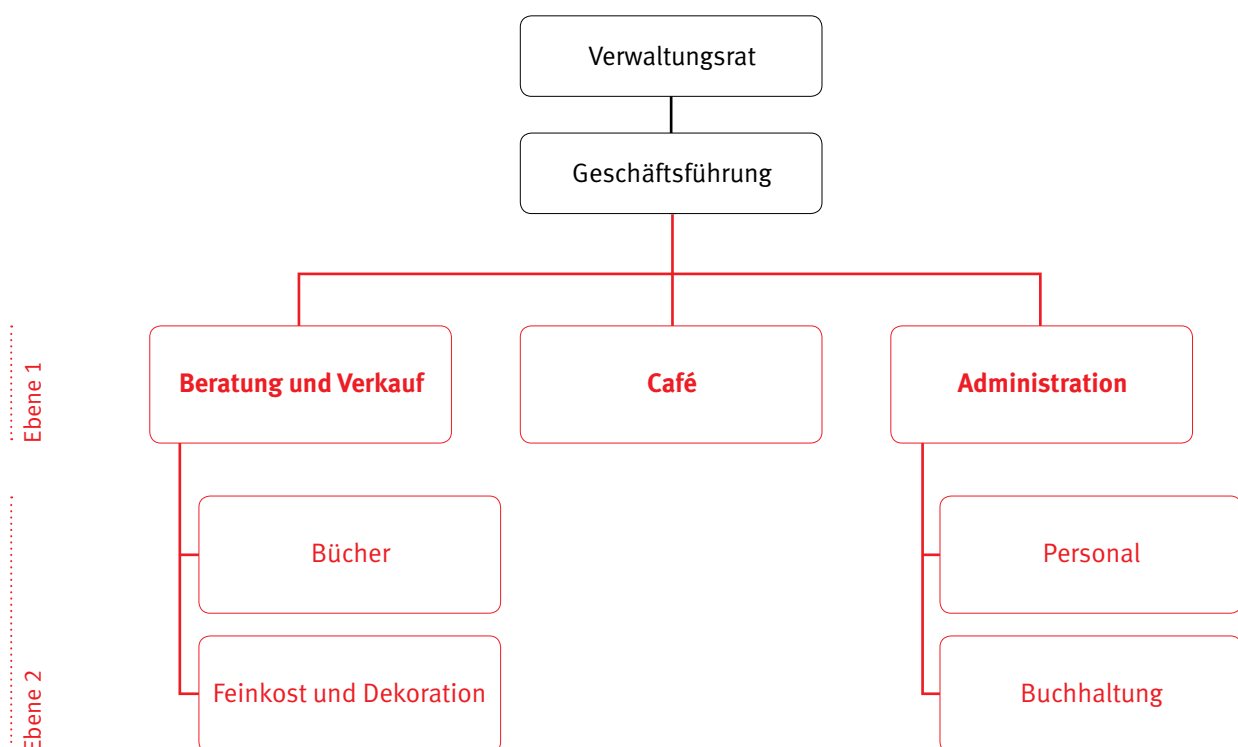 Verwaltungsrat
Geschäftsführung
Ebene 1
Beratung und Verkauf
Café
Administration
Ebene 2
Bücher
Personal
Feinkost und Dekoration
Buchhaltung